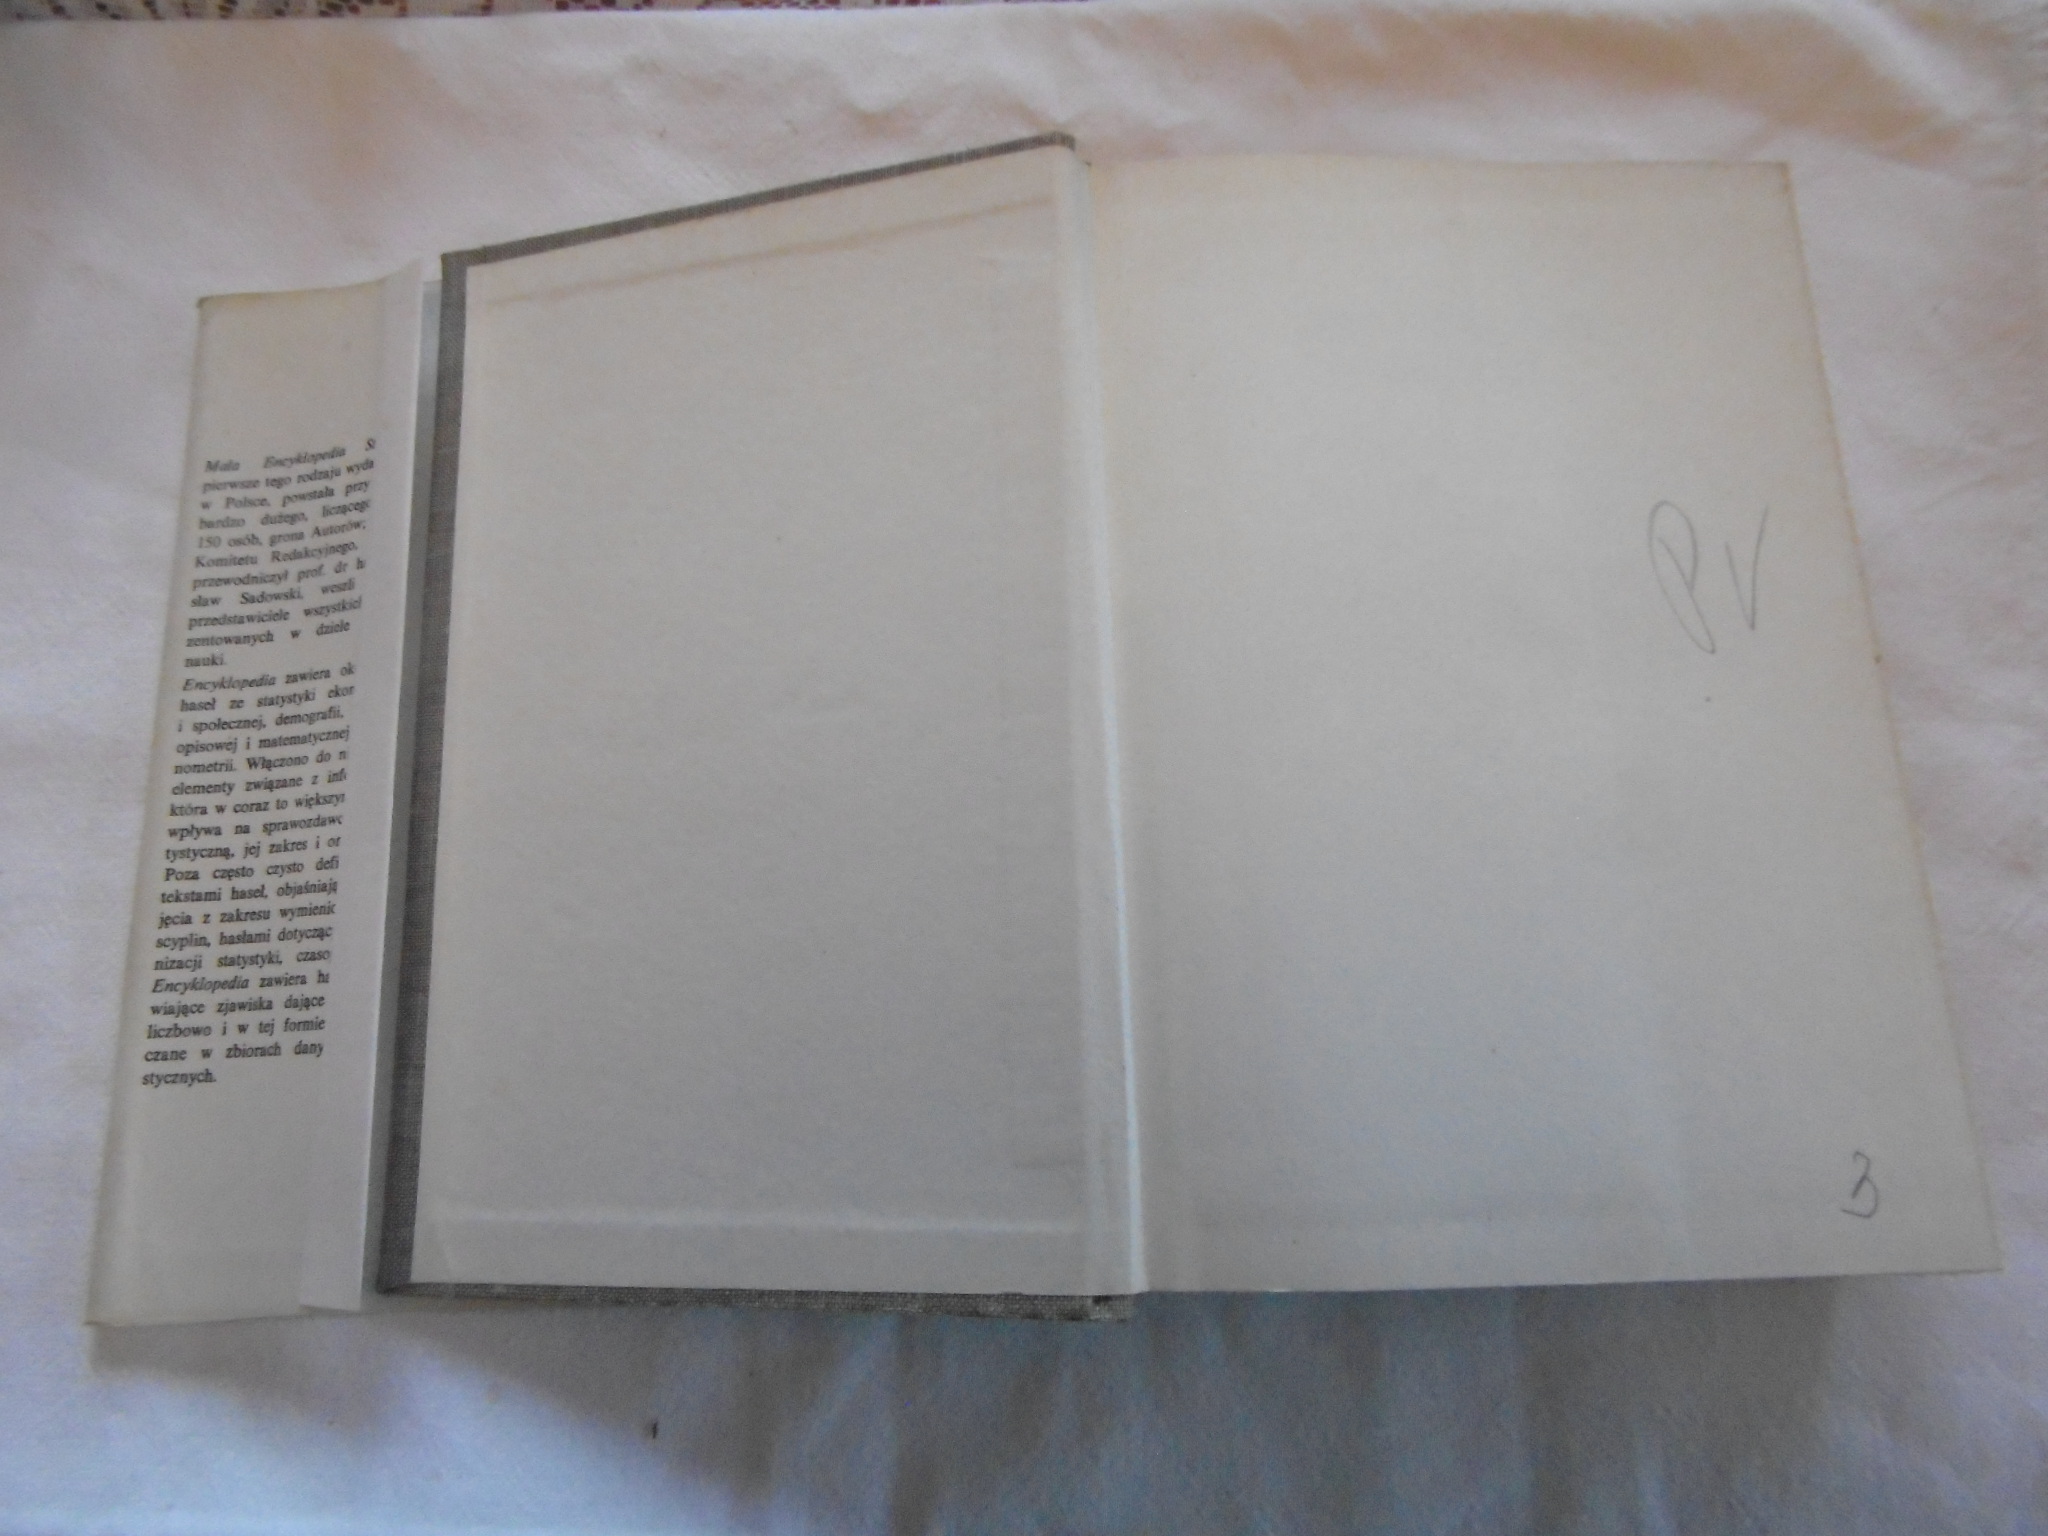 Mała Encyklopedia S
pierwsze tego rodzaju wyda
w Polsce, powstała przy
bardzo dużego, liczącego
150 osób, grona Autorów;
Komitetu Redakcyjnego,
przewodniczył prof. dr h
sław Sadowski, weszli
przedstawiciele wszystkich
zentowanych w dziele
nauki.
Encyklopedia zawiera ok
haseł ze statystyki ekon
i społecznej, demografii,
opisowej i matematycznej
nometrii. Włączono do n
elementy związane z inf
która w coraz to większy
wpływa na sprawozdawc
tystyczną, jej zakres i or
Poza często czysto defi
tekstami haseł, objaśniają
jęcia z zakresu wymienio
scyplin, hasłami dotycząc
nizacji statystyki, czaso
Encyklopedia zawiera ha
wiające zjawiska dające
liczbowo i w tej formie
czane w zbiorach dany
stycznych.
PV
3